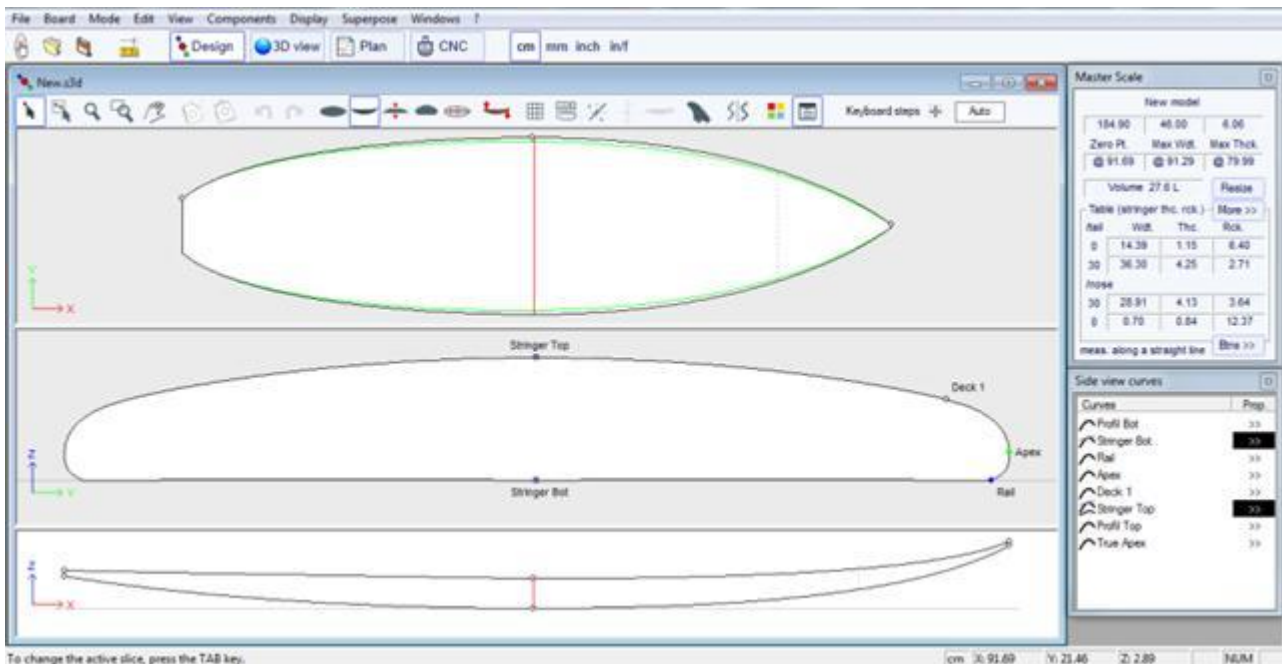 File Board Mode Edit View Components Display Superpose Windows ?
Design 3D view Plan CNC cm mm inch in/f
New.s3d
Keyboard steps Auto
Stringer Top
Deck 1
Apex
Stringer Bot
Rail
Master Scale
New model
184.90 46.00 6.06
Zero Pt. Max Wdt. Max Thck.
@ 91.69 @ 91.29 @ 79.99
Volume 27.6 L Resize
Table (stringer thc. rck.) More >>
/tail Wdt. Thc. Rck.
0 14.39 1.15 6.40
30 36.30 4.25 2.71
/nose
30 28.91 4.13 3.64
0 0.70 0.84 12.37
meas. along a straight line Btns >>
Side view curves
Curves Prop.
Profil Bot >>
Stringer Bot >>
Rail >>
Apex >>
Deck 1 >>
Stringer Top >>
Profil Top >>
True Apex >>
X
Y
Z
Y
Z
X
To change the active slice, press the TAB key.
cm X: 91.69 Y: 21.46 Z: 2.89 NUM